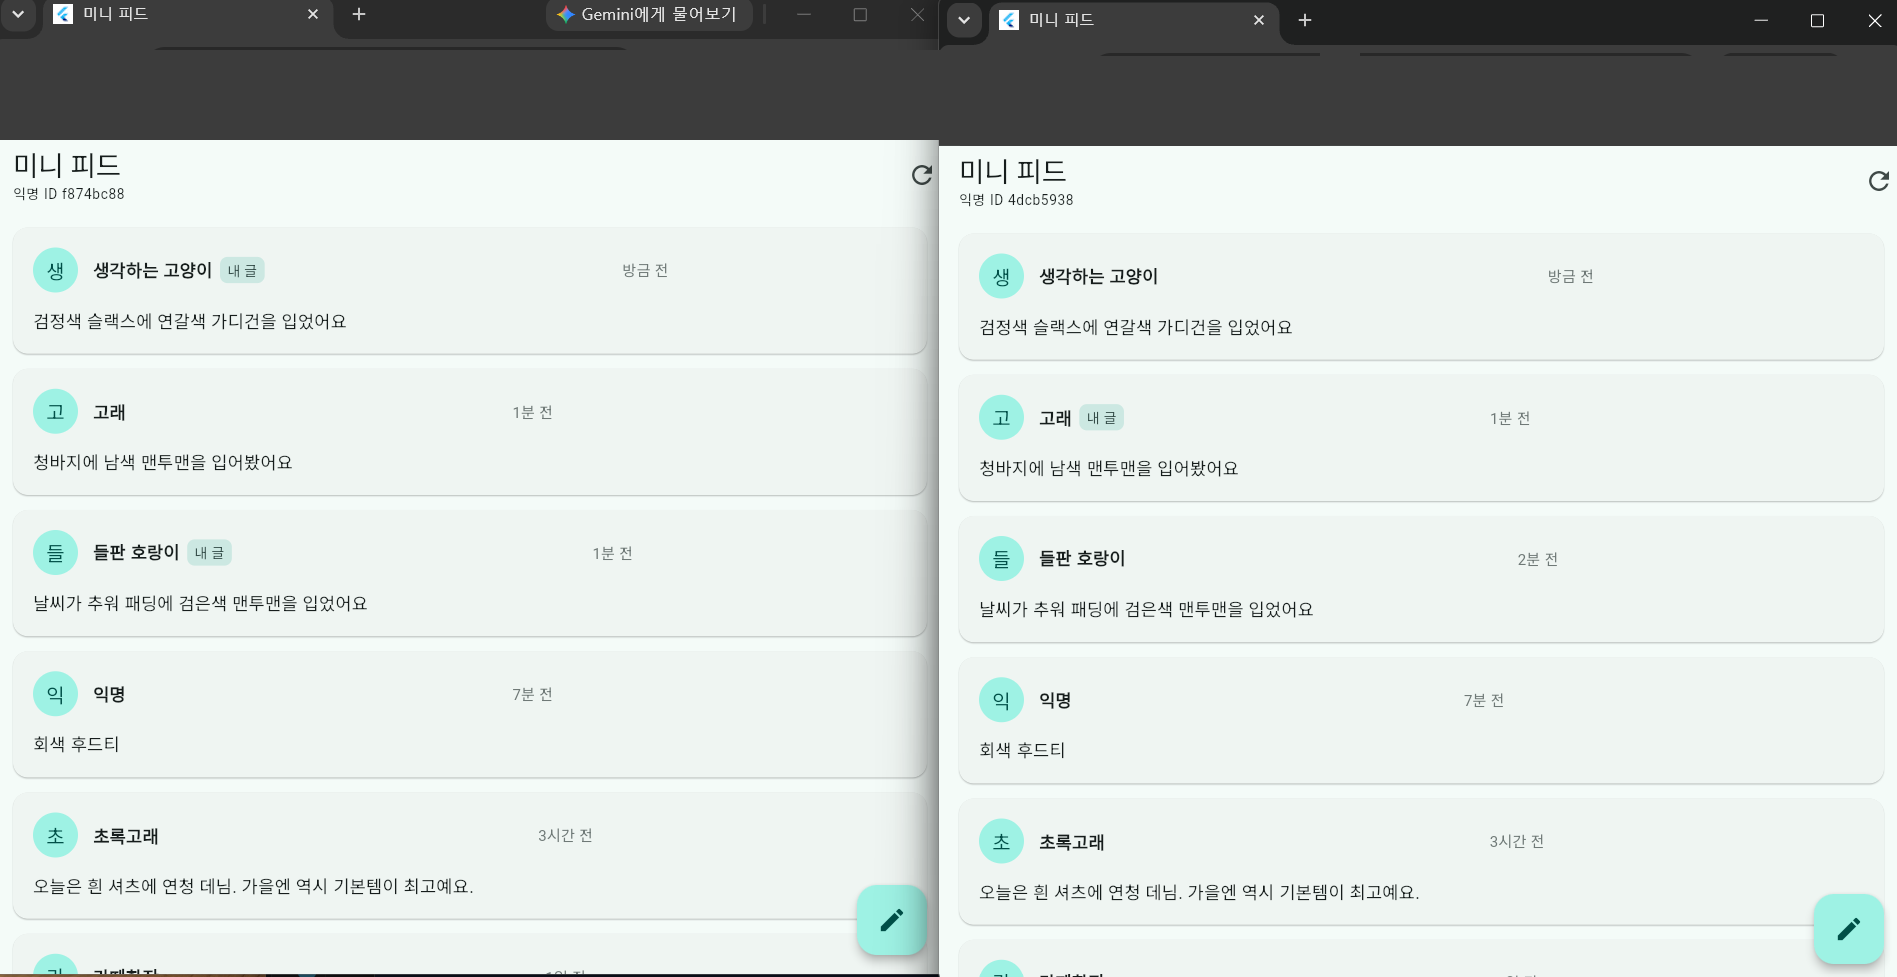 미니 피드
Gemini에게 물어보기
미니 피드
익명 ID f874bc88
생
생각하는 고양이
내 글
방금 전
검정색 슬랙스에 연갈색 가디건을 입었어요
고
고래
1분 전
청바지에 남색 맨투맨을 입어봤어요
들
들판 호랑이
내 글
1분 전
날씨가 추워 패딩에 검은색 맨투맨을 입었어요
익
익명
7분 전
회색 후드티
초
초록고래
3시간 전
오늘은 흰 셔츠에 연청 데님. 가을엔 역시 기본템이 최고예요.
미니 피드
미니 피드
익명 ID 4dcb5938
생
생각하는 고양이
방금 전
검정색 슬랙스에 연갈색 가디건을 입었어요
고
고래
내 글
1분 전
청바지에 남색 맨투맨을 입어봤어요
들
들판 호랑이
2분 전
날씨가 추워 패딩에 검은색 맨투맨을 입었어요
익
익명
7분 전
회색 후드티
초
초록고래
3시간 전
오늘은 흰 셔츠에 연청 데님. 가을엔 역시 기본템이 최고예요.